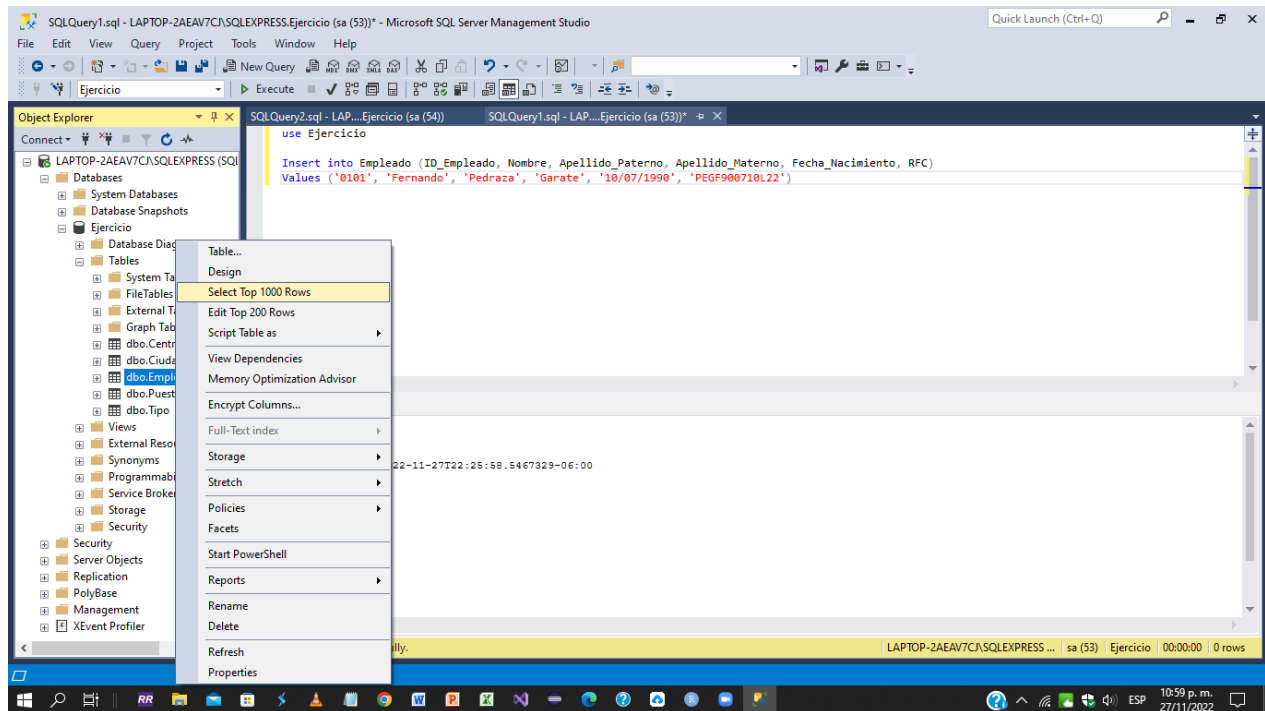 SQLQuery1.sql - LAPTOP-2AEAV7CJ\SQLEXPRESS.Ejercicio (sa (53))* - Microsoft SQL Server Management Studio
Quick Launch (Ctrl+Q)
File Edit View Query Project Tools Window Help
New Query
Ejercicio
Execute
Object Explorer
SQLQuery2.sql - LAP....Ejercicio (sa (54))
SQLQuery1.sql - LAP....Ejercicio (sa (53))*
Connect
use Ejercicio
Insert into Empleado (ID_Empleado, Nombre, Apellido_Paterno, Apellido_Materno, Fecha_Nacimiento, RFC)
Values ('0101', 'Fernando', 'Pedraza', 'Garate', '10/07/1990', 'PEGF900710L22')
LAPTOP-2AEAV7CJ\SQLEXPRESS (SQl
Databases
System Databases
Database Snapshots
Ejercicio
Database Diag
Tables
System Ta
FileTables
External Ta
Graph Tab
dbo.Centr
dbo.Ciuda
dbo.Emple
dbo.Puest
dbo.Tipo
Views
External Resou
Synonyms
Programmabi
Service Broker
Storage
Security
Security
Server Objects
Replication
PolyBase
Management
XEvent Profiler
Table...
Design
Select Top 1000 Rows
Edit Top 200 Rows
Script Table as
View Dependencies
Memory Optimization Advisor
Encrypt Columns...
Full-Text index
Storage
Stretch
Policies
Facets
Start PowerShell
Reports
Rename
Delete
Refresh
Properties
22-11-27T22:25:58.5467329-06:00
lly.
LAPTOP-2AEAV7CJ\SQLEXPRESS ... sa (53) Ejercicio 00:00:00 0 rows
RR
ESP
10:59 p. m.
27/11/2022